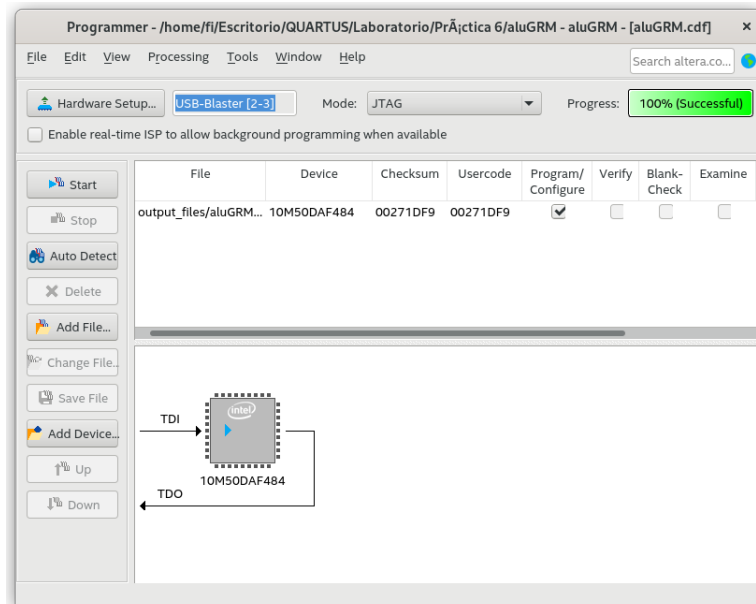 Programmer - /home/fi/Escritorio/QUARTUS/Laboratorio/PrÃ¡ctica 6/aluGRM - aluGRM - [aluGRM.cdf] ×
File Edit View Processing Tools Window Help
Search altera.co...
Hardware Setup... USB-Blaster [2-3] Mode: JTAG Progress: 100% (Successful)
Enable real-time ISP to allow background programming when available
Start
Stop
Auto Detect
Delete
Add File...
Change File..
Save File
Add Device..
Up
Down
File Device Checksum Usercode Program/ Verify Blank- Examine
Configure Check
output_files/aluGRM... 10M50DAF484 00271DF9 00271DF9
TDI
intel
10M50DAF484
TDO